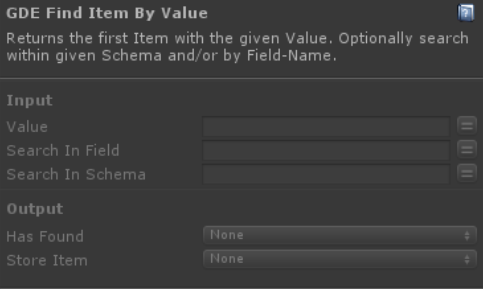 GDE Find Item By Value
Returns the first Item with the given Value. Optionally search
within given Schema and/or by Field-Name.
Input
Value
Search In Field
Search In Schema
Output
Has Found None
Store Item None